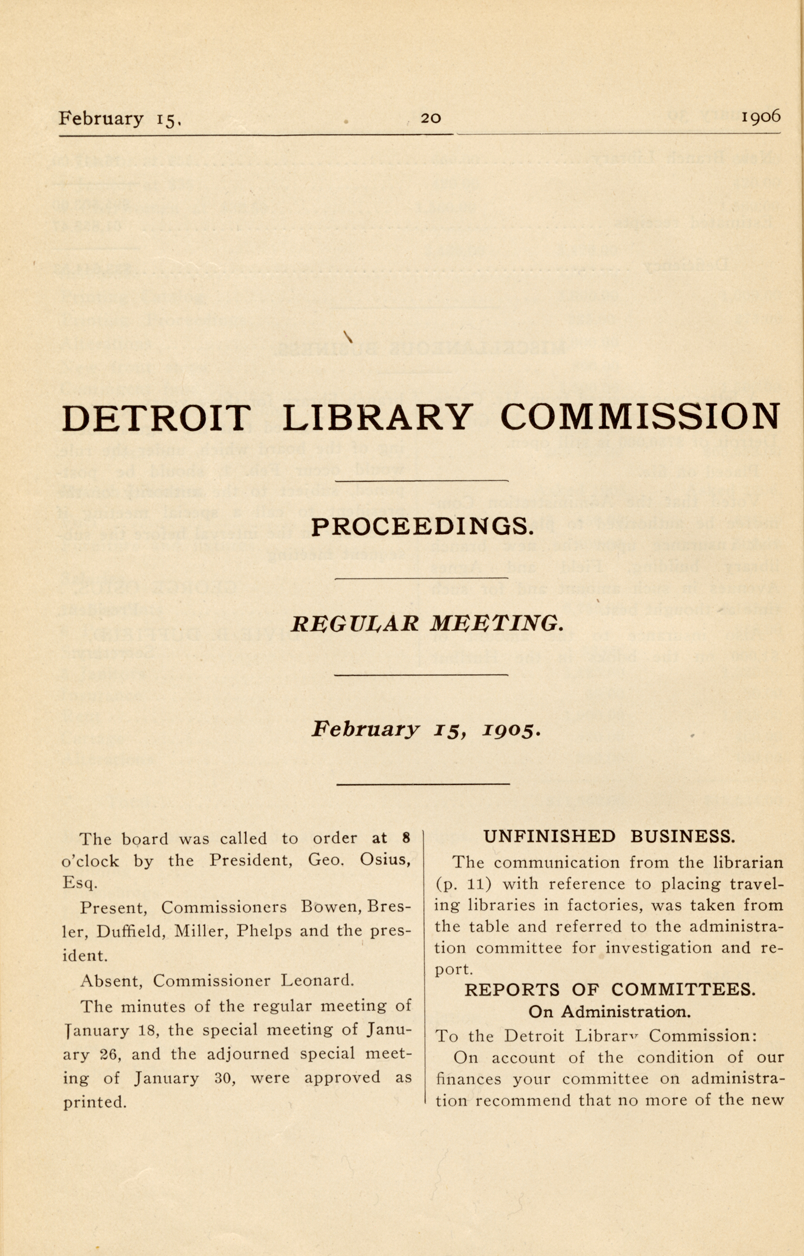 February 15. 20 1906
DETROIT LIBRARY COMMISSION
PROCEEDINGS.
REGULAR MEETING.
February 15, 1905.
The board was called to order at 8
o'clock by the President, Geo. Osius,
Esq.
Present, Commissioners Bowen, Bres-
ler, Duffield, Miller, Phelps and the pres-
ident.
Absent, Commissioner Leonard.
The minutes of the regular meeting of
January 18, the special meeting of Janu-
ary 26, and the adjourned special meet-
ing of January 30, were approved as
printed.
UNFINISHED BUSINESS.
The communication from the librarian
(p. 11) with reference to placing travel-
ing libraries in factories, was taken from
the table and referred to the administra-
tion committee for investigation and re-
port.
REPORTS OF COMMITTEES.
On Administration.
To the Detroit Library Commission:
On account of the condition of our
finances your committee on administra-
tion recommend that no more of the new